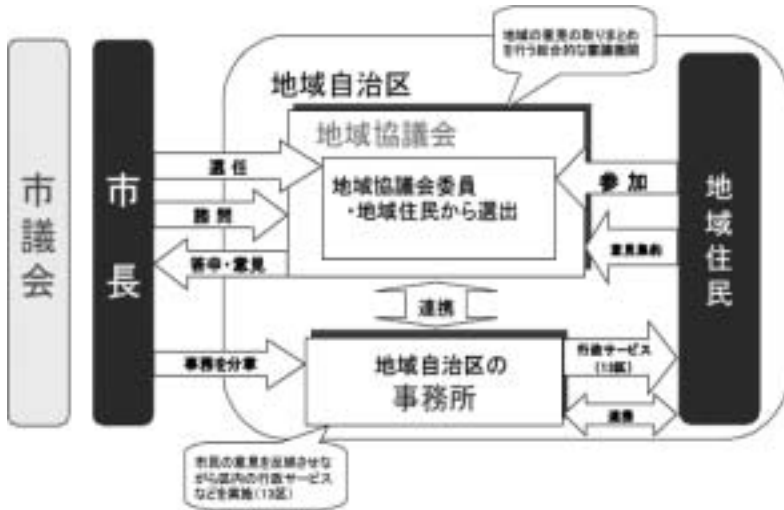 地域の意見の取りまとめ
を行う総合的な審議機関
地域自治区
地域協議会
市議会
市長
選任
諮問
答申・意見
地域協議会委員
・地域住民から選出
参加
意見集約
地域住民
連携
事務を分掌
地域自治区の
事務所
行政サービス
(13区)
連携
市民の意見を反映させな
がら区内の行政サービス
などを実施(13区)